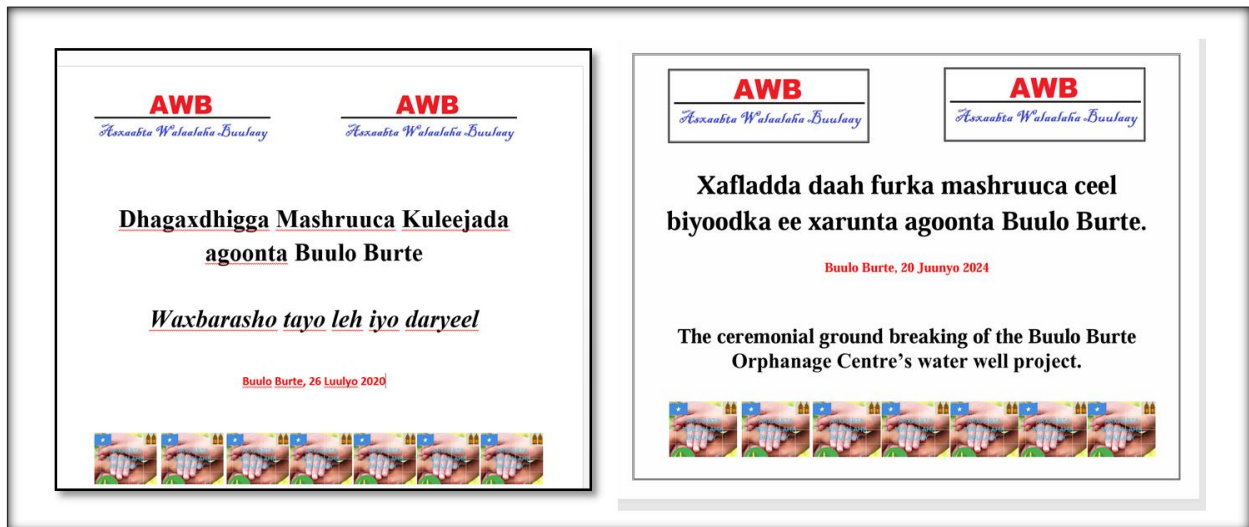 AWB
Asxaabta Walaalaha Buulaay
AWB
Asxaabta Walaalaha Buulaay
Dhagaxdhigga Mashruuca Kuleejada
agoonta Buulo Burte
Waxbarasho tayo leh iyo daryeel
Buulo Burte, 26 Luulyo 2020
AWB
Asxaabta Walaalaha Buulaay
AWB
Asxaabta Walaalaha Buulaay
Xafladda daah furka mashruuca ceel
biyoodka ee xarunta agoonta Buulo Burte.
Buulo Burte, 20 Juunyo 2024
The ceremonial ground breaking of the Buulo Burte
Orphanage Centre’s water well project.